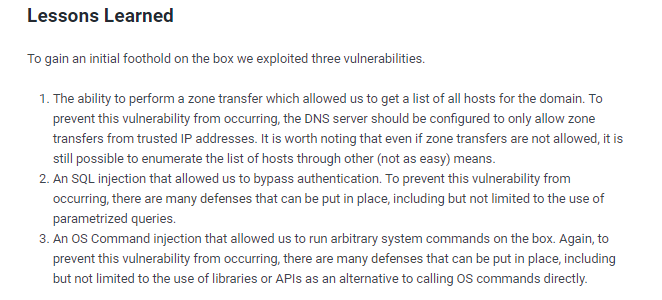 Lessons Learned
To gain an initial foothold on the box we exploited three vulnerabilities.
1. The ability to perform a zone transfer which allowed us to get a list of all hosts for the domain. To
prevent this vulnerability from occurring, the DNS server should be configured to only allow zone
transfers from trusted IP addresses. It is worth noting that even if zone transfers are not allowed, it is
still possible to enumerate the list of hosts through other (not as easy) means.
2. An SQL injection that allowed us to bypass authentication. To prevent this vulnerability from
occurring, there are many defenses that can be put in place, including but not limited to the use of
parametrized queries.
3. An OS Command injection that allowed us to run arbitrary system commands on the box. Again, to
prevent this vulnerability from occurring, there are many defenses that can be put in place, including
but not limited to the use of libraries or APIs as an alternative to calling OS commands directly.